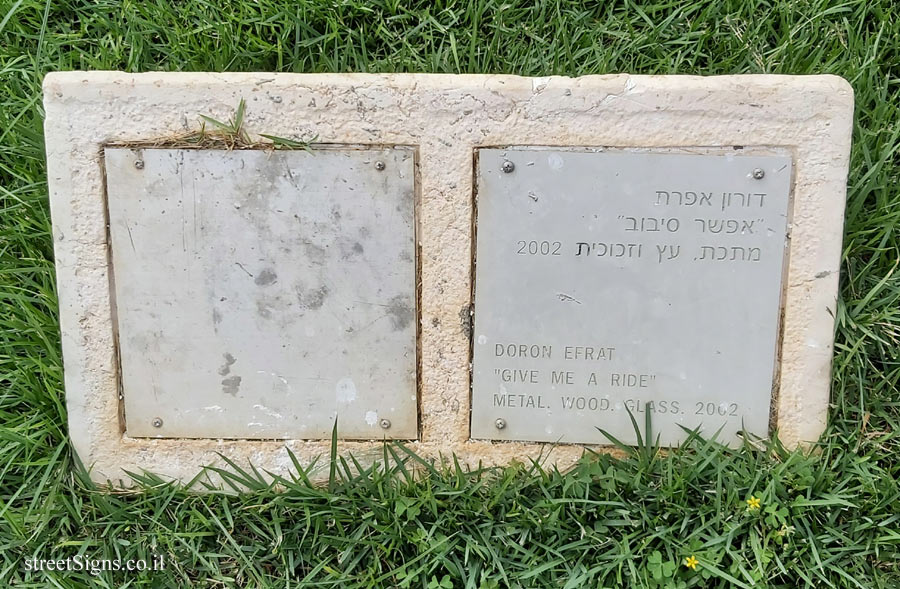 דורון אפרת
"אפשר סיבוב"
מתכת, עץ וזכוכית 2002
DORON EFRAT
"GIVE ME A RIDE"
METAL, WOOD, GLASS, 2002
streetSigns.co.il